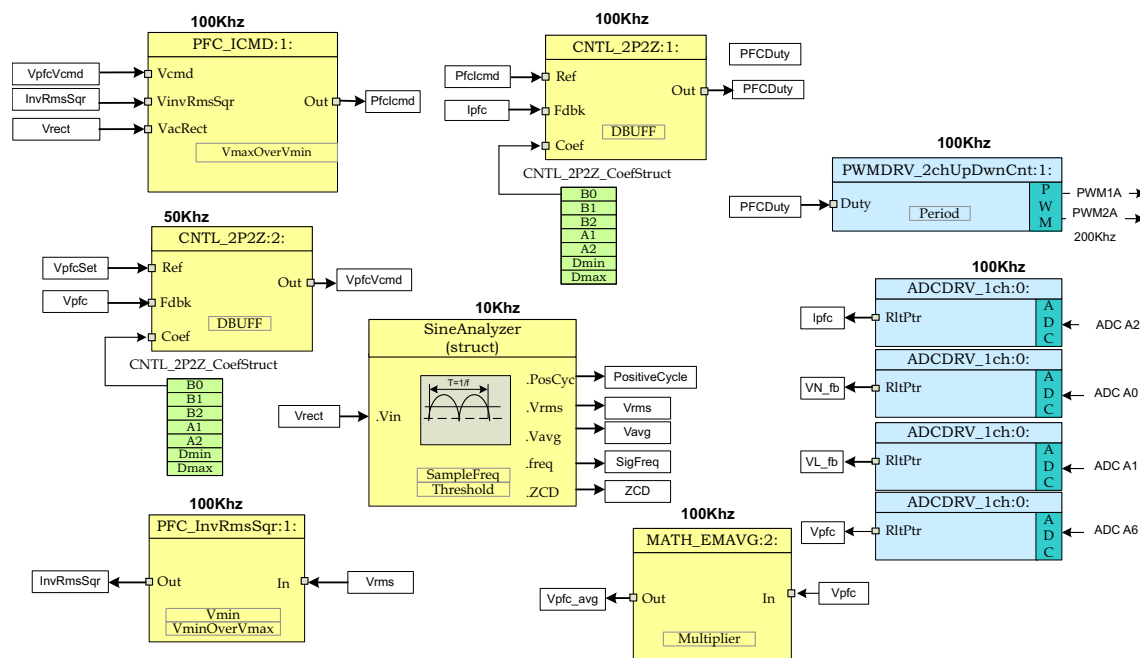 100Khz
PFC_ICMD:1:
VpfcVcmd
Vcmd
InvRmsSqr
VinvRmsSqr
Out
PfcIcmd
Vrect
VacRect
VmaxOverVmin
100Khz
CNTL_2P2Z:1:
PfcIcmd
Ref
Out
PFCDuty
PFCDuty
Ipfc
Fdbk
DBUFF
Coef
CNTL_2P2Z_CoefStruct
B0
B1
B2
A1
A2
Dmin
Dmax
100Khz
PWMDRV_2chUpDwnCnt:1:
PFCDuty
Duty
Period
P
W
M
PWM1A
PWM2A
200Khz
50Khz
CNTL_2P2Z:2:
VpfcSet
Ref
Out
VpfcVcmd
Vpfc
Fdbk
DBUFF
Coef
CNTL_2P2Z_CoefStruct
B0
B1
B2
A1
A2
Dmin
Dmax
10Khz
SineAnalyzer
(struct)
T=1/f
Vrect
.Vin
.PosCyc
PositiveCycle
.Vrms
Vrms
.Vavg
Vavg
.freq
SigFreq
.ZCD
ZCD
SampleFreq
Threshold
100Khz
ADCDRV_1ch:0:
Ipfc
RltPtr
A
D
C
ADC A2
ADCDRV_1ch:0:
VN_fb
RltPtr
A
D
C
ADC A0
ADCDRV_1ch:0:
VL_fb
RltPtr
A
D
C
ADC A1
ADCDRV_1ch:0:
Vpfc
RltPtr
A
D
C
ADC A6
100Khz
PFC_InvRmsSqr:1:
InvRmsSqr
Out
In
Vrms
Vmin
VminOverVmax
100Khz
MATH_EMAVG:2:
Vpfc_avg
Out
In
Vpfc
Multiplier